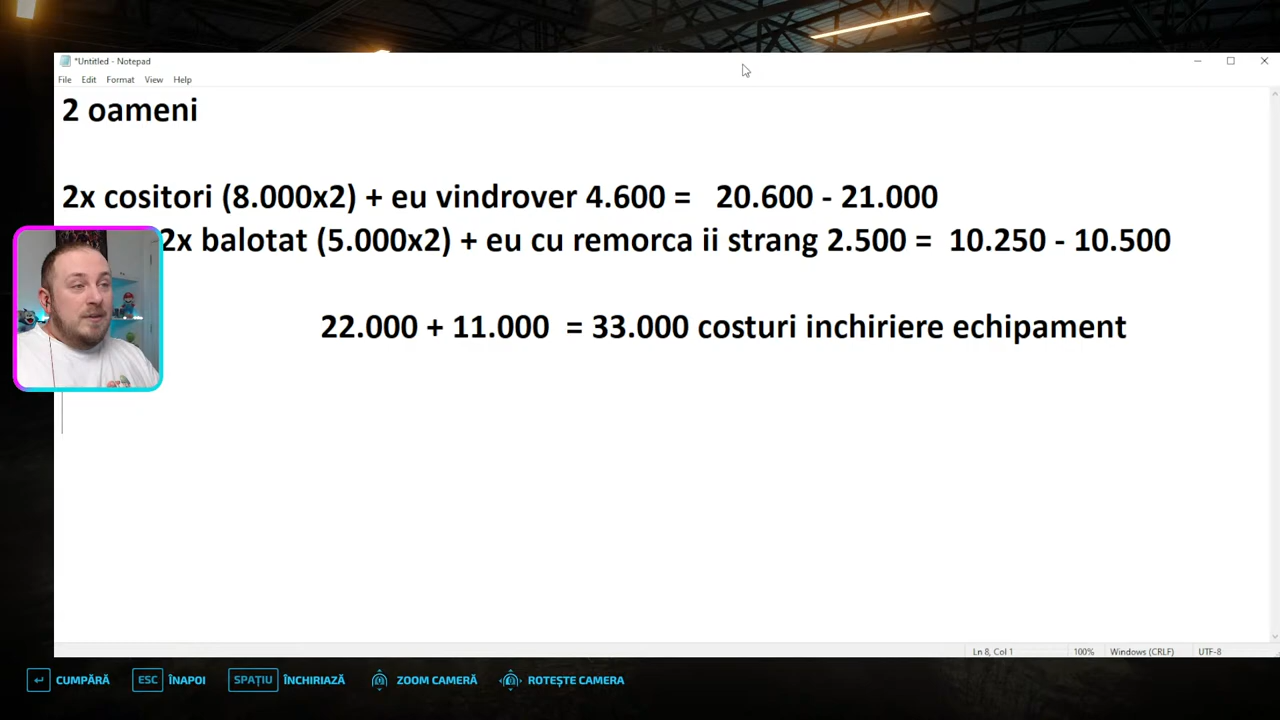 *Untitled - Notepad
File Edit Format View Help
2 oameni
2x cositori (8.000x2) + eu vindrover 4.600 = 20.600 - 21.000
2x balotat (5.000x2) + eu cu remorca ii strang 2.500 = 10.250 - 10.500
22.000 + 11.000 = 33.000 costuri inchiriere echipament
Ln 8, Col 1 100% Windows (CRLF) UTF-8
CUMPĂRĂ ESC ÎNAPOI SPAȚIU ÎNCHIRIAZĂ ZOOM CAMERĂ ROTEȘTE CAMERA